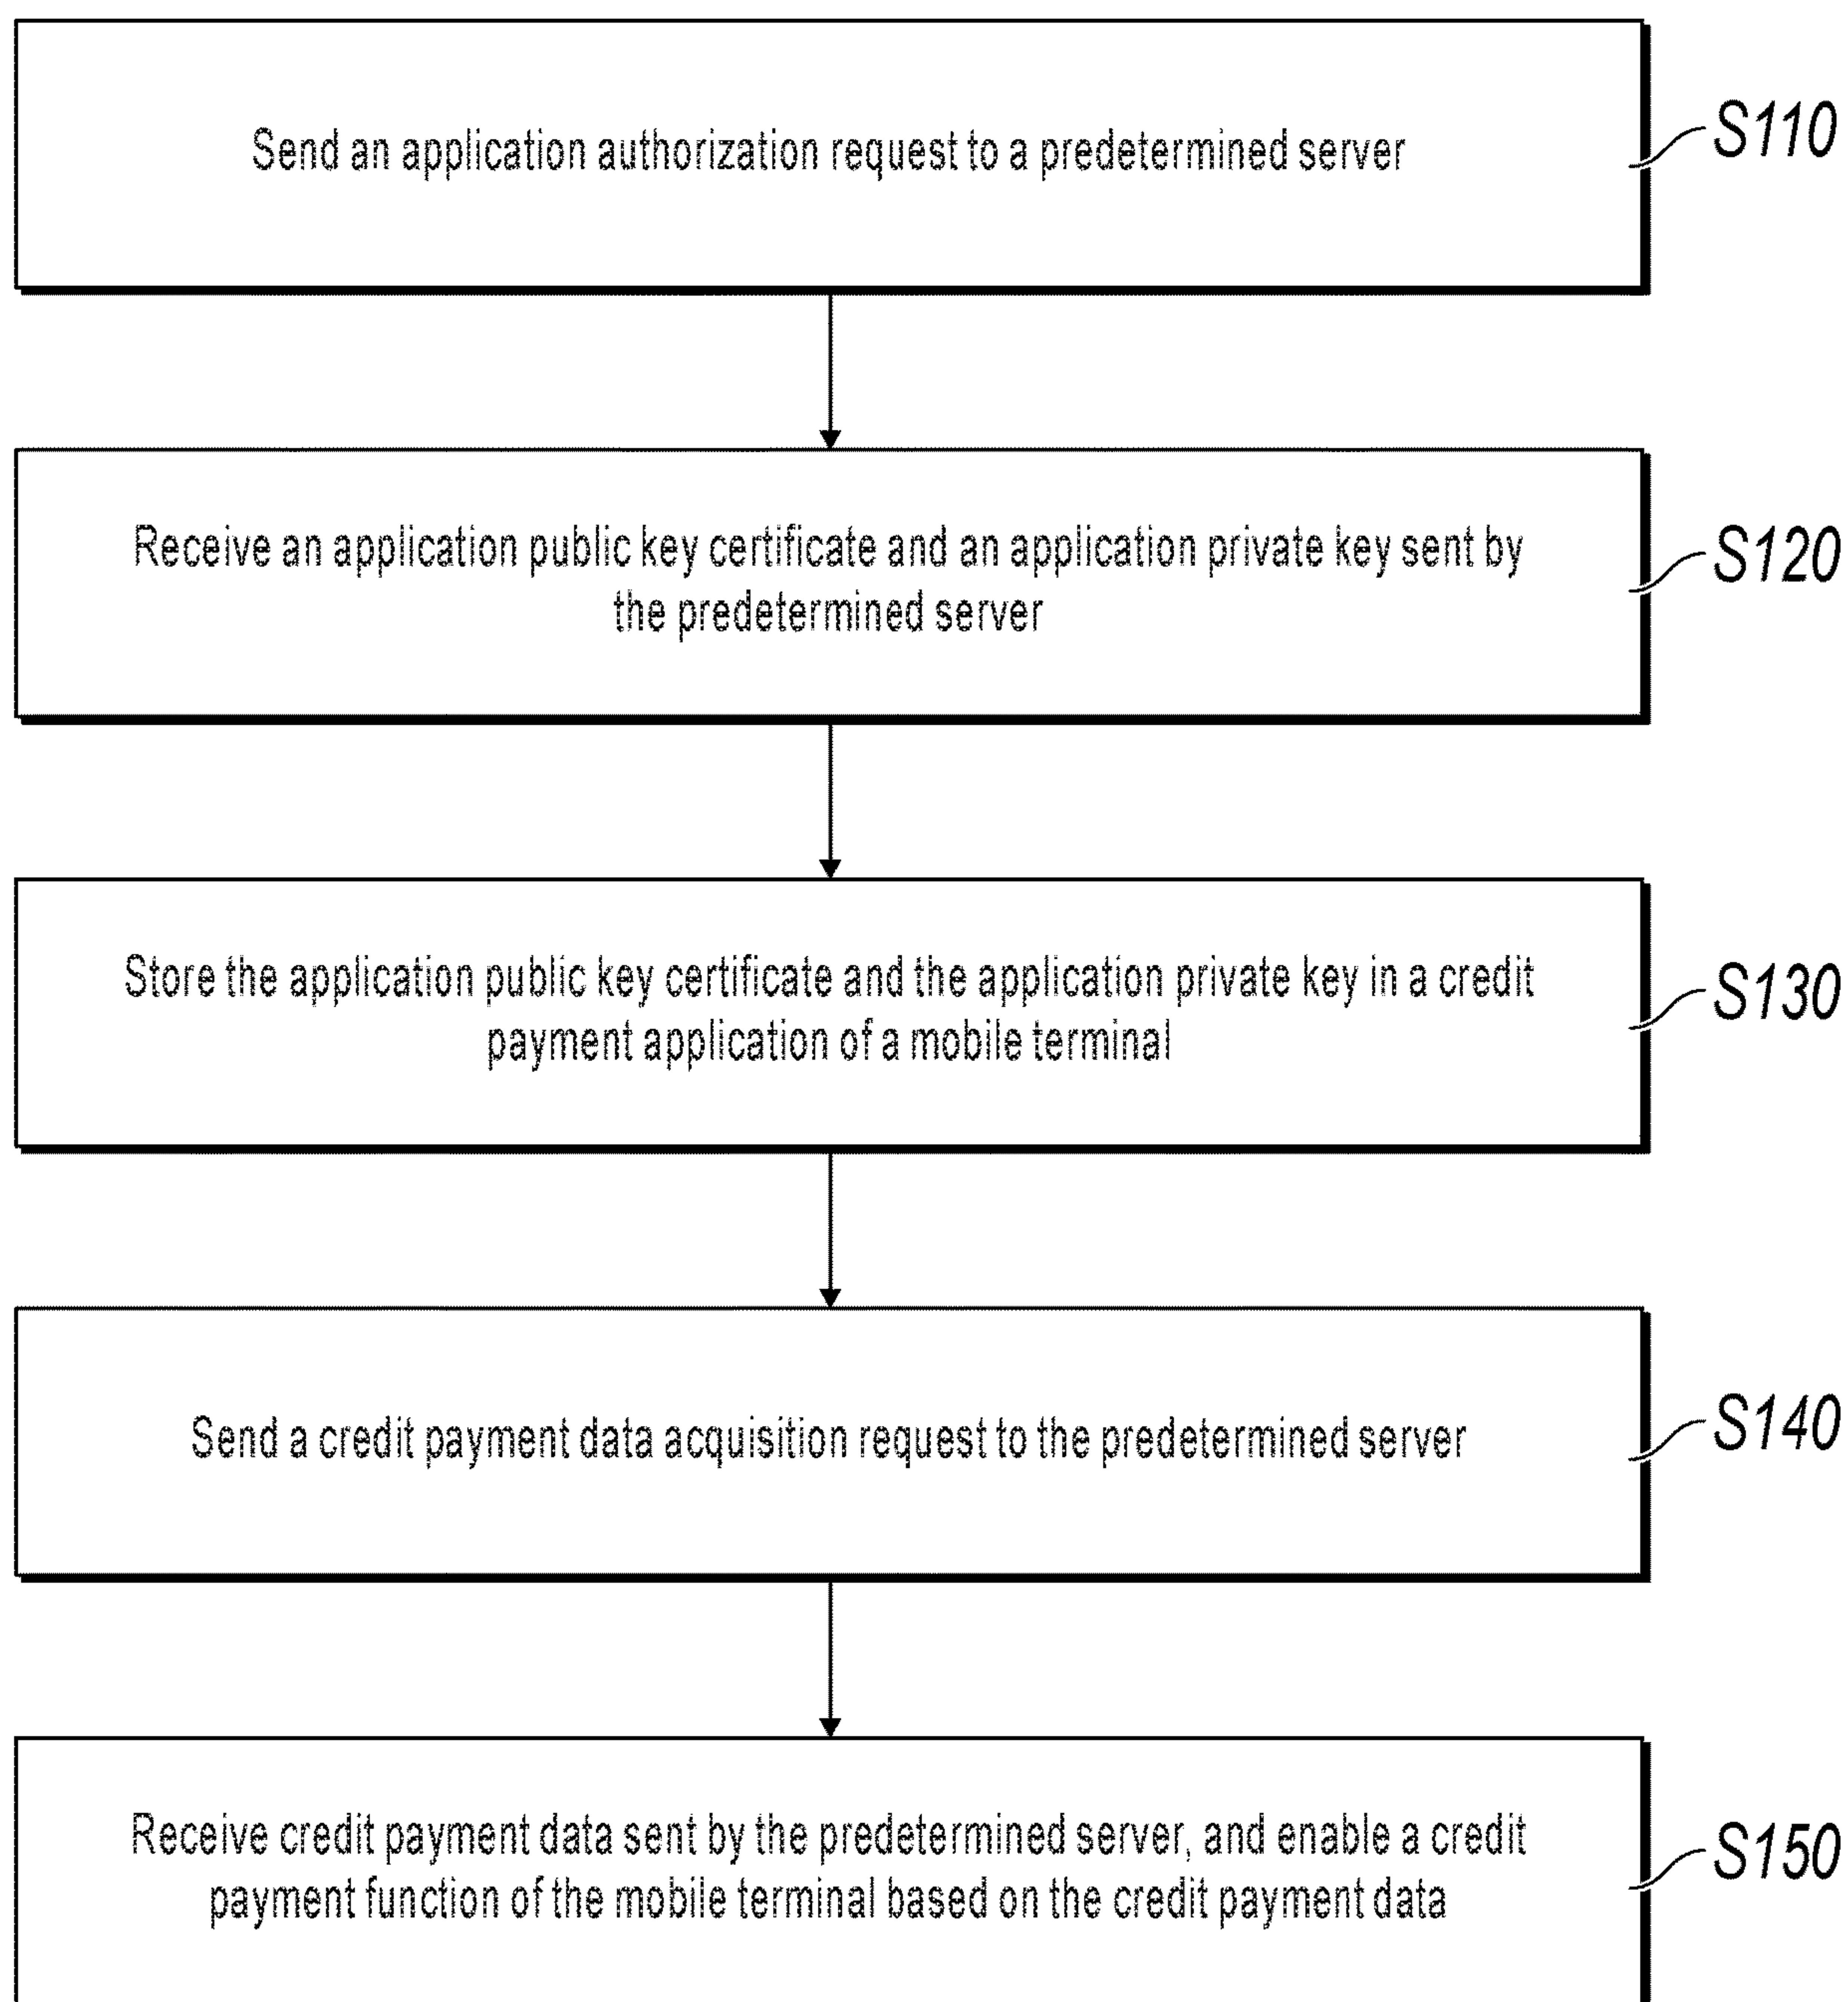 Send an application authorization request to a predetermined server
S110
Receive an application public key certificate and an application private key sent by
the predetermined server
S120
Store the application public key certificate and the application private key in a credit
payment application of a mobile terminal
S130
Send a credit payment data acquisition request to the predetermined server
S140
Receive credit payment data sent by the predetermined server, and enable a credit
payment function of the mobile terminal based on the credit payment data
S150